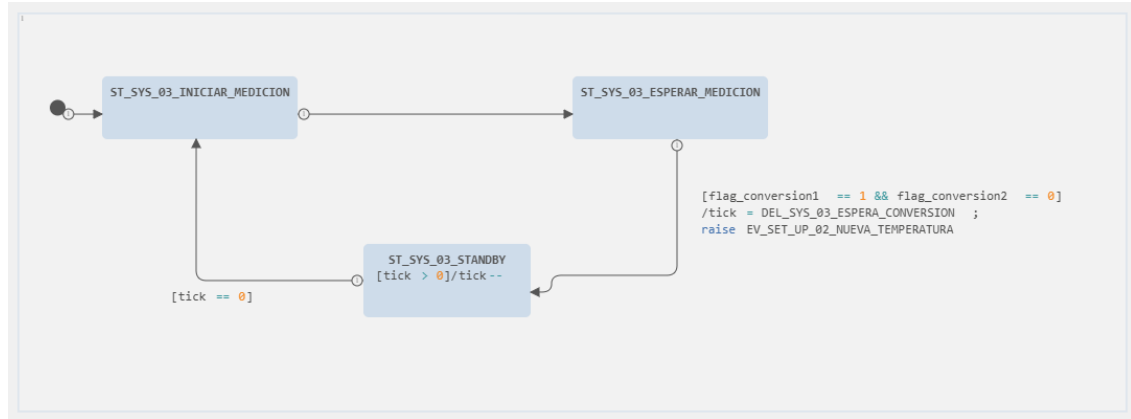 ST_SYS_03_INICIAR_MEDICION
ST_SYS_03_ESPERAR_MEDICION
[flag_conversion1 == 1 && flag_conversion2 == 0]
/tick = DEL_SYS_03_ESPERA_CONVERSION ;
raise EV_SET_UP_02_NUEVA_TEMPERATURA
ST_SYS_03_STANDBY
[tick > 0]/tick--
[tick == 0]